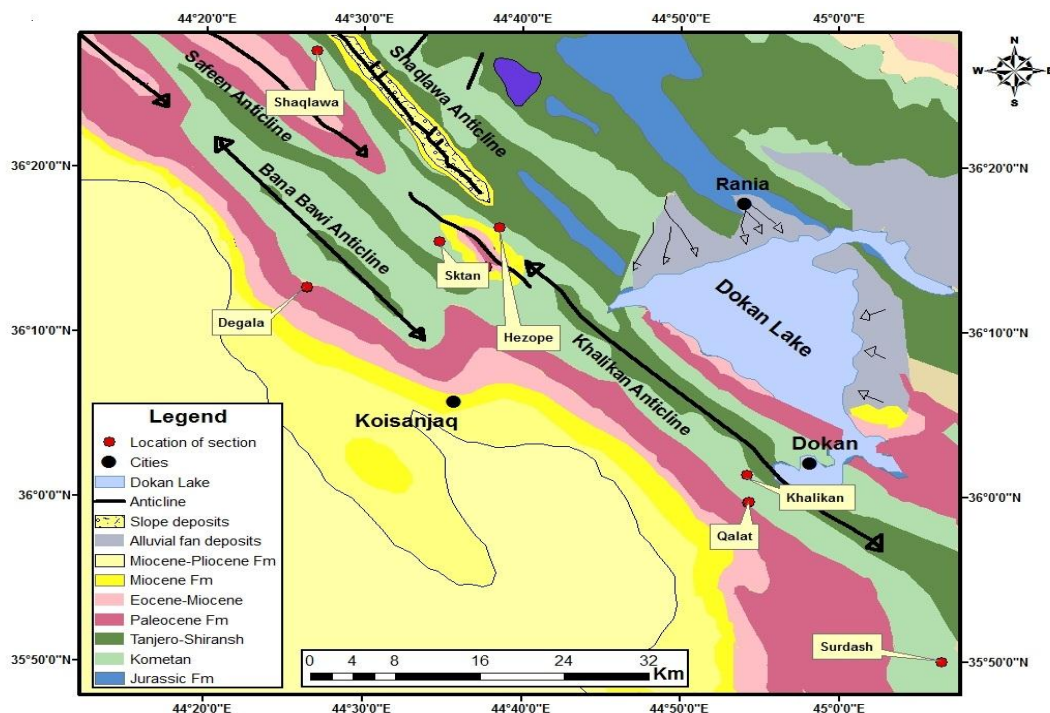 44°20'0"E 44°30'0"E 44°40'0"E 44°50'0"E 45°0'0"E
N
W E
S
Safeen Anticline
Shaqlawa
Shaqlawa Anticline
36°20'0"N 36°20'0"N
Rania
Bana Bawi Anticline
Sktan
Hezope
Degala
Dokan Lake
36°10'0"N 36°10'0"N
Khalikan Anticline
Koisanjaq
Dokan
Khalikan
36°0'0"N 36°0'0"N
Qalat
Surdash
35°50'0"N 35°50'0"N
Legend
Location of section
Cities
Dokan Lake
Anticline
Slope deposits
Alluvial fan deposits
Miocene-Pliocene Fm
Miocene Fm
Eocene-Miocene
Paleocene Fm
Tanjero-Shiransh
Kometan
Jurassic Fm
0 2 4 8 16 24 32
Km
44°20'0"E 44°30'0"E 44°40'0"E 44°50'0"E 45°0'0"E